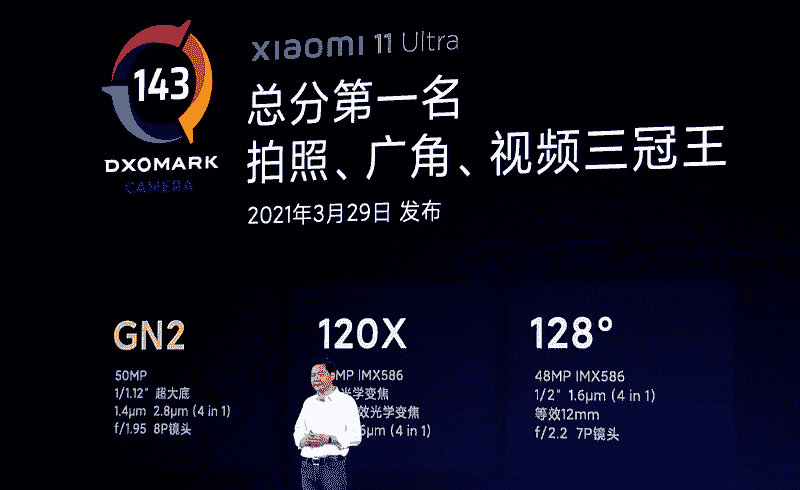 143
DXOMARK
CAMERA
xiaomi 11 Ultra
总分第一名
拍照、广角、视频三冠王
2021年3月29日 发布
GN2
50MP
1/1.12" 超大底
1.4μm 2.8μm (4 in 1)
f/1.95 8P镜头
120X
MP IMX586
光学变焦
效光学变焦
6μm (4 in 1)
128°
48MP IMX586
1/2" 1.6μm (4 in 1)
等效12mm
f/2.2 7P镜头